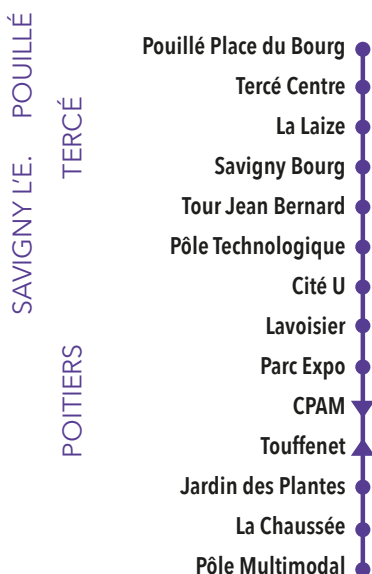 POUILLÉ
TERCÉ
SAVIGNY L'E.
POITIERS
Pouillé Place du Bourg
Tercé Centre
La Laize
Savigny Bourg
Tour Jean Bernard
Pôle Technologique
Cité U
Lavoisier
Parc Expo
CPAM
Touffenet
Jardin des Plantes
La Chaussée
Pôle Multimodal